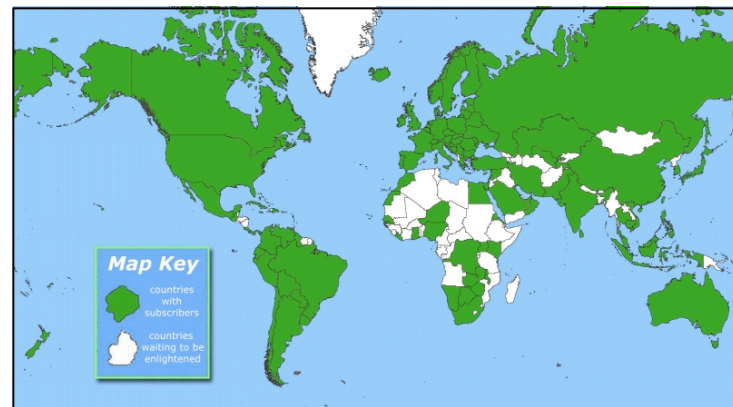 Map Key
countries
with
subscribers
countries
waiting to be
enlightened